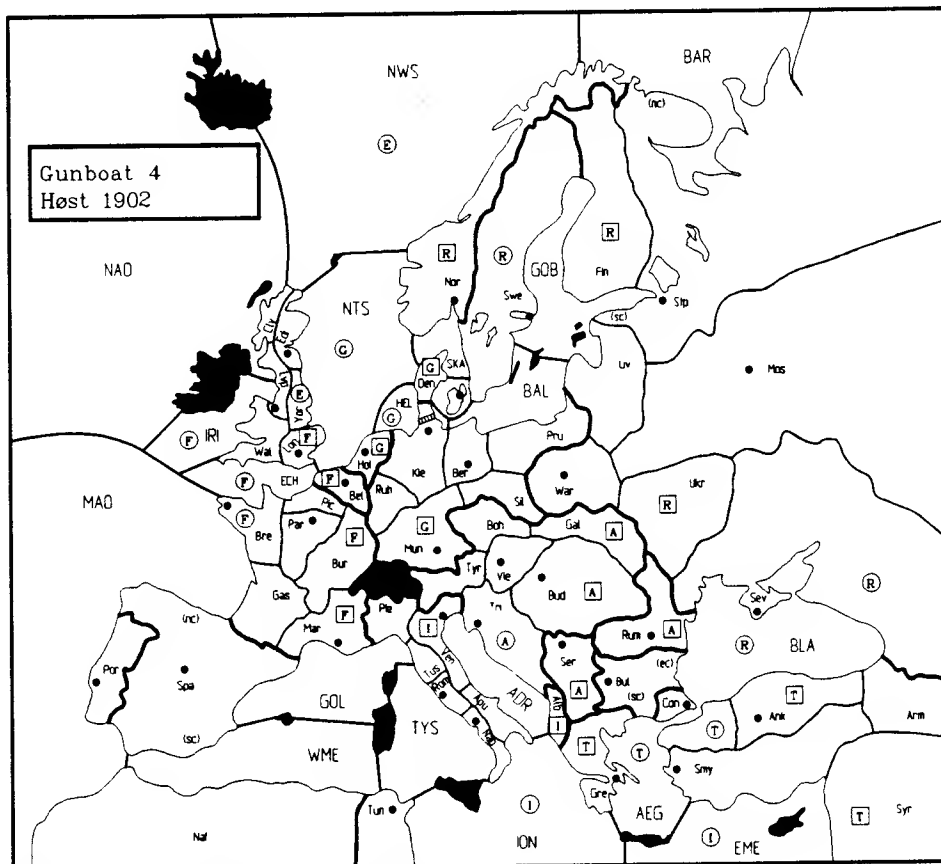 NWS
BAR
(nc)
E
Gunboat 4
Høst 1902
R
R
R
NAO
GOB
Fin
Nor
NTS
Swe
Stp
(sc)
Cly
Ed
G
G
SKA
Den
Lv
Mos
Lvp
E
Yor
HEL
G
BAL
F
IRI
Wal
F
Lon
G
Hol
Kie
Ber
Pru
War
Ukr
R
MAO
F
ECH
F
Bel
Ruh
Sil
Pic
F
Bre
Par
F
Bur
G
Mun
Boh
Gal
A
Tyr
Vie
R
Gas
F
Mar
Pie
I
Tri
Bud
A
Sev
(nc)
Ven
A
Ser
Rum
A
R
BLA
Por
Spa
Tus
Rom
ADR
Bul
(ec)
(sc)
Con
T
GOL
Apu
Alb
A
Ank
Arm
(sc)
TYS
Nap
I
T
T
T
WME
Gre
Smy
Tun
AEG
Naf
I
ION
I
EME
T
Syr